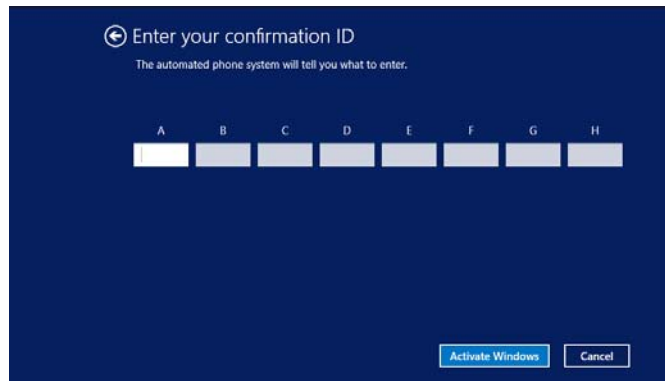 Enter your confirmation ID
The automated phone system will tell you what to enter.
A B C D E F G H
Activate Windows Cancel